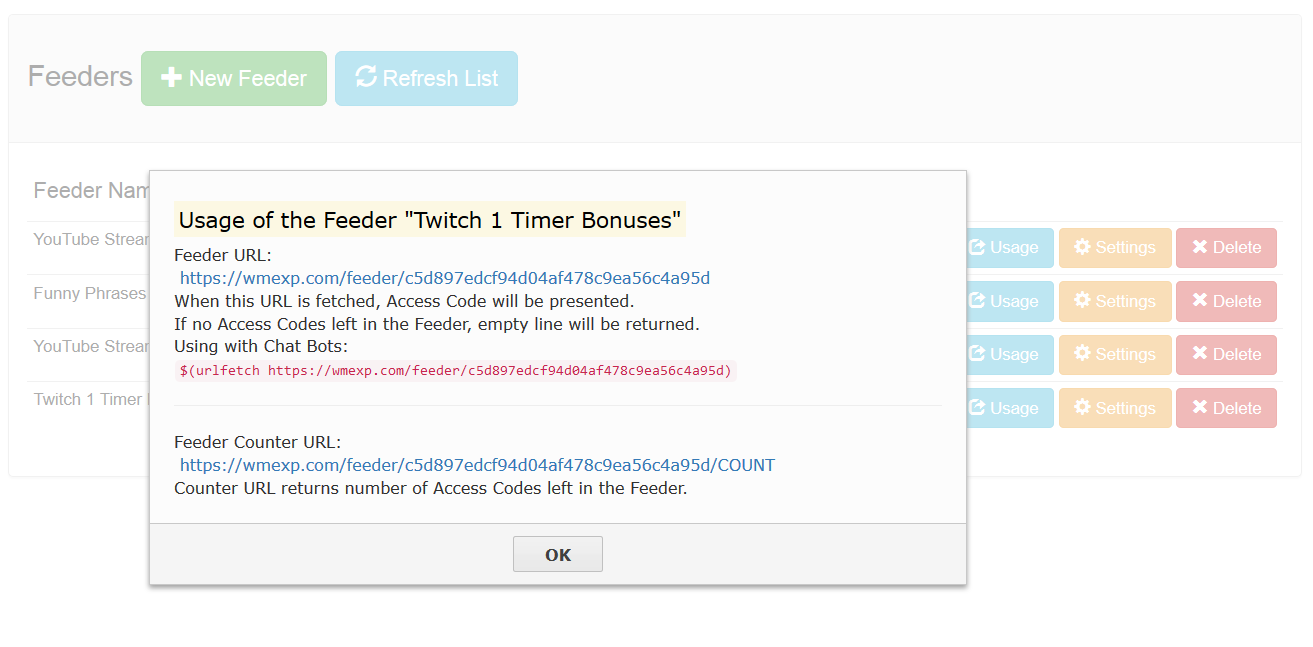 Feeders
New Feeder
Refresh List
Feeder Nam
YouTube Strear
Usage
Settings
Delete
Funny Phrases
Usage
Settings
Delete
YouTube Strear
Usage
Settings
Delete
Twitch 1 Timer
Usage
Settings
Delete
Usage of the Feeder "Twitch 1 Timer Bonuses"
Feeder URL:
https://wmexp.com/feeder/c5d897edcf94d04af478c9ea56c4a95d
When this URL is fetched, Access Code will be presented.
If no Access Codes left in the Feeder, empty line will be returned.
Using with Chat Bots:
$(urlfetch https://wmexp.com/feeder/c5d897edcf94d04af478c9ea56c4a95d)
Feeder Counter URL:
https://wmexp.com/feeder/c5d897edcf94d04af478c9ea56c4a95d/COUNT
Counter URL returns number of Access Codes left in the Feeder.
OK